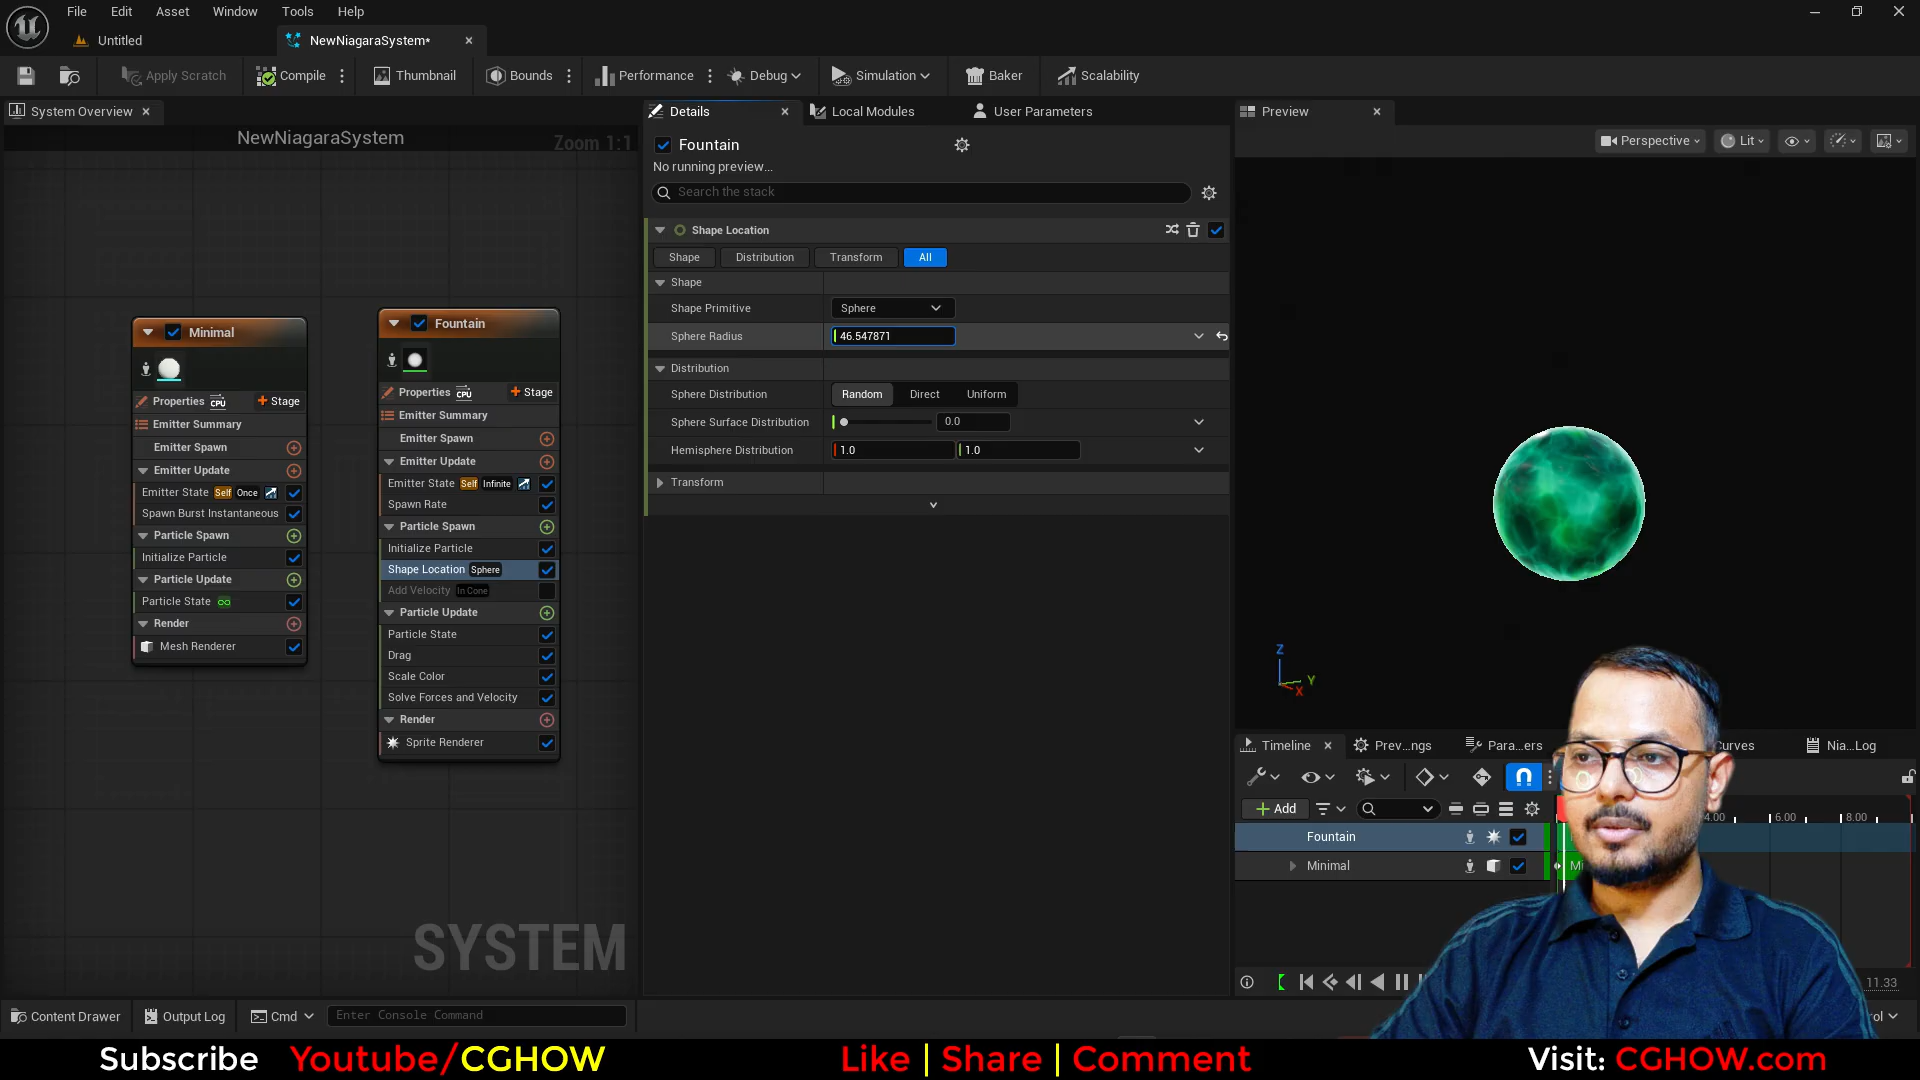 File Edit Asset Window Tools Help
Untitled
NewNiagaraSystem*
Apply Scratch
Compile
Thumbnail
Bounds
Performance
Debug
Simulation
Baker
Scalability
System Overview
NewNiagaraSystem
Zoom 1:1
Minimal
Properties CPU + Stage
Emitter Summary
Emitter Spawn
Emitter Update
Emitter State Self Once
Spawn Burst Instantaneous
Particle Spawn
Initialize Particle
Particle Update
Particle State
Render
Mesh Renderer
Fountain
Properties CPU + Stage
Emitter Summary
Emitter Spawn
Emitter Update
Emitter State Self Infinite
Spawn Rate
Particle Spawn
Initialize Particle
Shape Location Sphere
Add Velocity In Cone
Particle Update
Particle State
Drag
Scale Color
Solve Forces and Velocity
Render
Sprite Renderer
SYSTEM
Details
Local Modules
User Parameters
Fountain
No running preview...
Search the stack
Shape Location
Shape Distribution Transform All
Shape
Shape Primitive Sphere
Sphere Radius 46.547871
Distribution
Sphere Distribution Random Direct Uniform
Sphere Surface Distribution 0.0
Hemisphere Distribution 1.0 1.0
Transform
Preview
Perspective
Lit
Z
Y
X
Timeline
Prev...ngs
Para...ers
Curves
Nia...Log
+ Add
4.00 6.00 8.00
Fountain
Minimal
11.33
Content Drawer
Output Log
Cmd
Enter Console Command
Subscribe Youtube/CGHOW
Like | Share | Comment
Visit: CGHOW.com